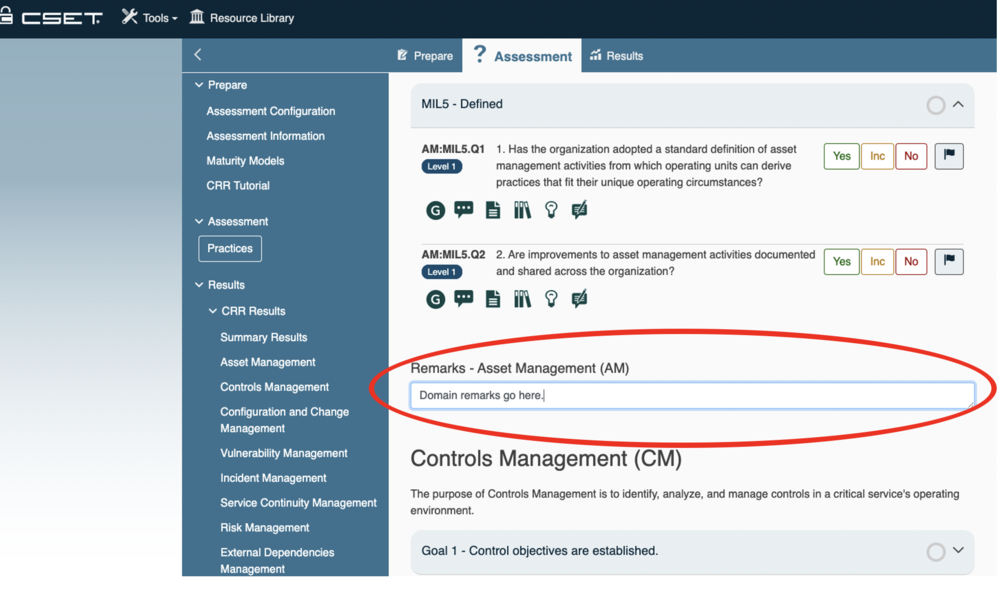 CSET
Tools
Resource Library
Prepare
Assessment
Results
Prepare
Assessment Configuration
Assessment Information
Maturity Models
CRR Tutorial
Assessment
Practices
Results
CRR Results
Summary Results
Asset Management
Controls Management
Configuration and Change
Management
Vulnerability Management
Incident Management
Service Continuity Management
Risk Management
External Dependencies
Management
MIL5 - Defined
AM:MIL5.Q1
Level 1
1. Has the organization adopted a standard definition of asset
management activities from which operating units can derive
practices that fit their unique operating circumstances?
Yes Inc No
G
AM:MIL5.Q2
Level 1
2. Are improvements to asset management activities documented
and shared across the organization?
Yes Inc No
G
Remarks - Asset Management (AM)
Domain remarks go here.
Controls Management (CM)
The purpose of Controls Management is to identify, analyze, and manage controls in a critical service's operating
environment.
Goal 1 - Control objectives are established.